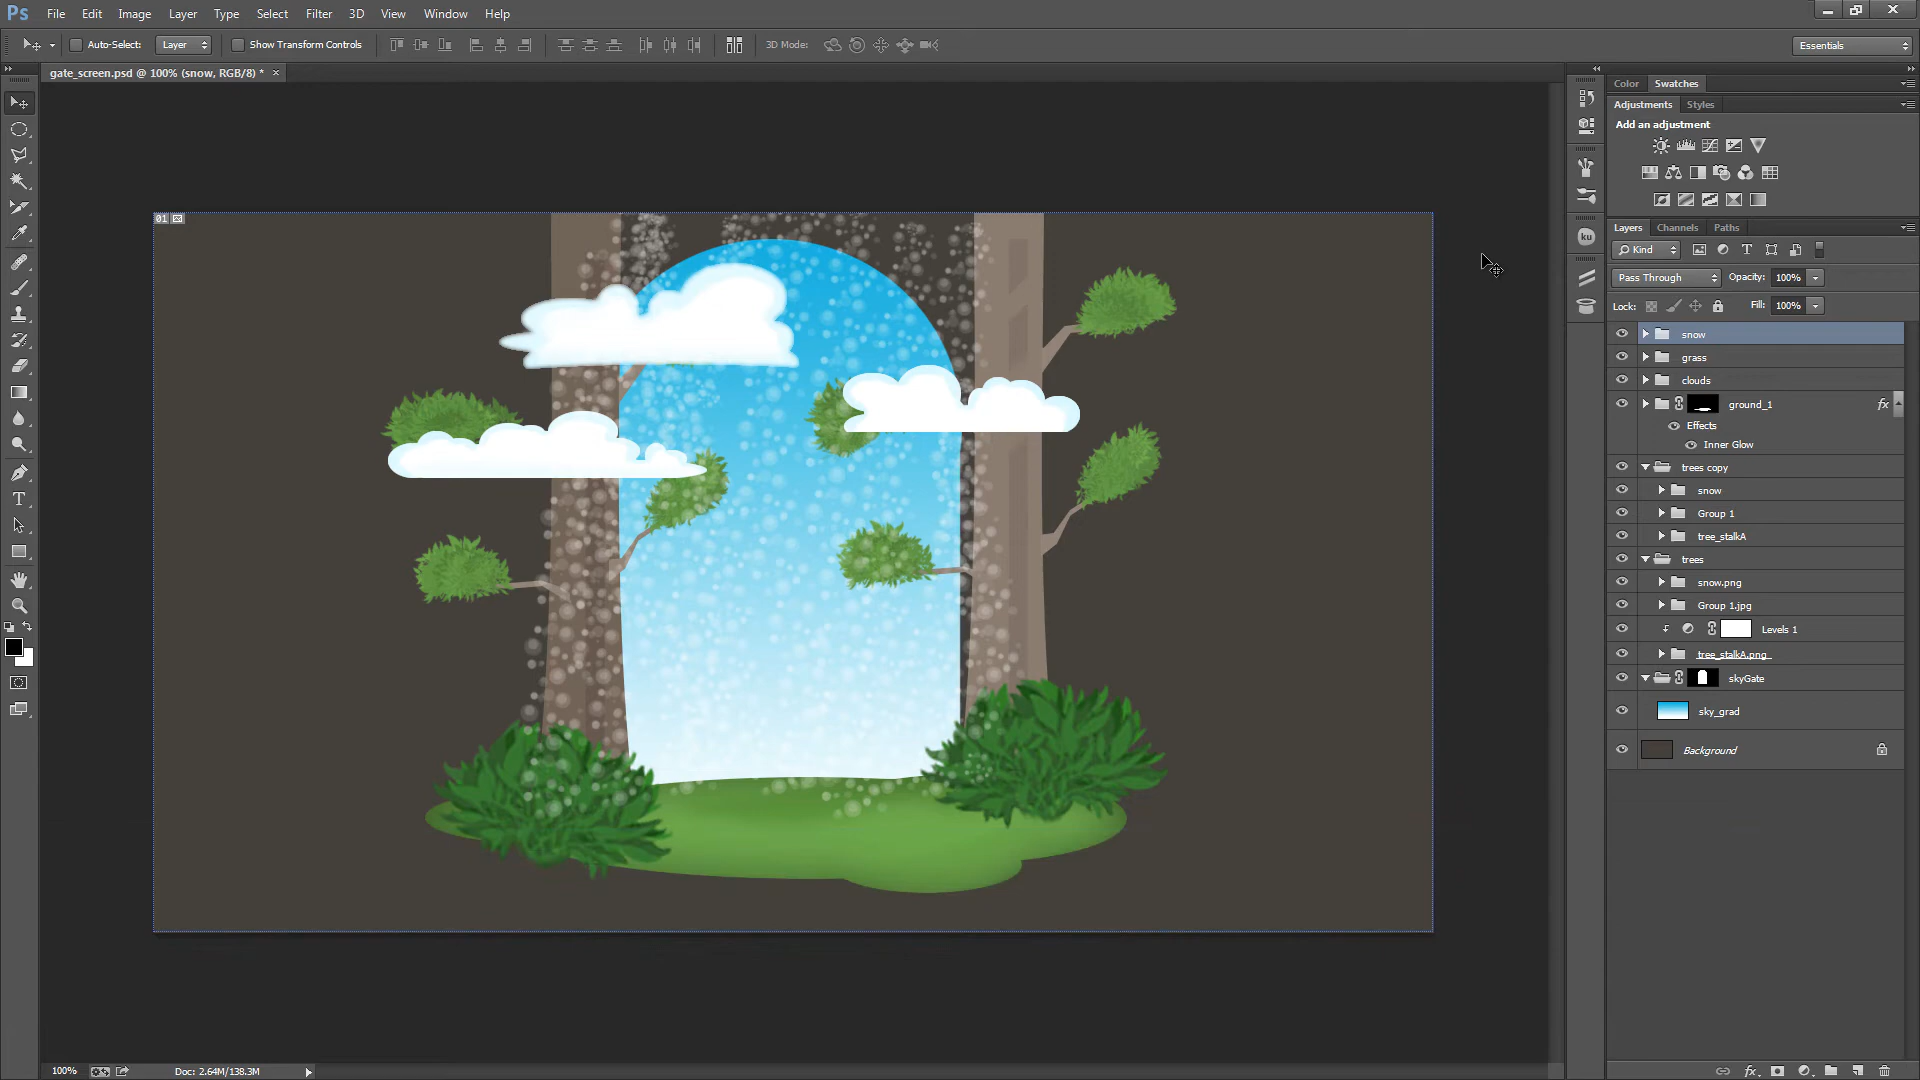 Ps File Edit Image Layer Type Select Filter 3D View Window Help
Auto-Select: Layer Show Transform Controls 3D Mode: Essentials
gate_screen.psd @ 100% (snow, RGB/8) *
Color Swatches
Adjustments Styles
Add an adjustment
01
Layers Channels Paths
Kind
Pass Through Opacity: 100%
Lock: Fill: 100%
snow
grass
clouds
ground_1 fx
Effects
Inner Glow
trees copy
snow
Group 1
tree_stalkA
trees
snow.png
Group 1.jpg
Levels 1
tree_stalkA.png
skyGate
sky_grad
Background
ku
T
100% Doc: 2.64M/138.3M
fx